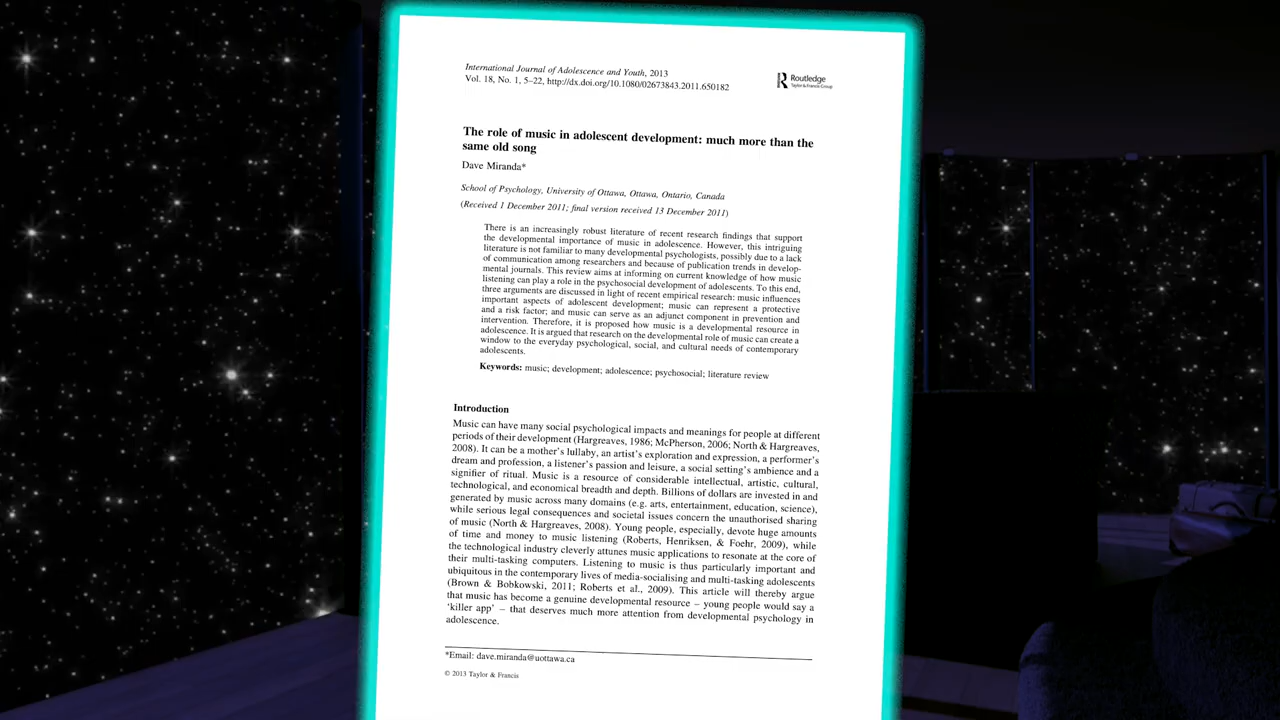 International Journal of Adolescence and Youth, 2013
Vol. 18, No. 1, 5–22, http://dx.doi.org/10.1080/02673843.2011.650182
Routledge
Taylor & Francis Group
The role of music in adolescent development: much more than the
same old song
Dave Miranda*
School of Psychology, University of Ottawa, Ottawa, Ontario, Canada
(Received 1 December 2011; final version received 13 December 2011)
There is an increasingly robust literature of recent research findings that support
the developmental importance of music in adolescence. However, this intriguing
literature is not familiar to many developmental psychologists, possibly due to a lack
of communication among researchers and because of publication trends in develop-
mental journals. This review aims at informing on current knowledge of how music
listening can play a role in the psychosocial development of adolescents. To this end,
three arguments are discussed in light of recent empirical research: music influences
important aspects of adolescent development; music can represent a protective
and a risk factor; and music can serve as an adjunct component in prevention and
intervention. Therefore, it is proposed how music is a developmental resource in
adolescence. It is argued that research on the developmental role of music can create a
window to the everyday psychological, social, and cultural needs of contemporary
adolescents.
Keywords: music; development; adolescence; psychosocial; literature review
Introduction
Music can have many social psychological impacts and meanings for people at different
periods of their development (Hargreaves, 1986; McPherson, 2006; North & Hargreaves,
2008). It can be a mother's lullaby, an artist's exploration and expression, a performer's
dream and profession, a listener's passion and leisure, a social setting's ambience and a
signifier of ritual. Music is a resource of considerable intellectual, artistic, cultural,
technological, and economical breadth and depth. Billions of dollars are invested in and
generated by music across many domains (e.g. arts, entertainment, education, science),
while serious legal consequences and societal issues concern the unauthorised sharing
of music (North & Hargreaves, 2008). Young people, especially, devote huge amounts
of time and money to music listening (Roberts, Henriksen, & Foehr, 2009), while
the technological industry cleverly attunes music applications to resonate at the core of
their multi-tasking computers. Listening to music is thus particularly important and
ubiquitous in the contemporary lives of media-socialising and multi-tasking adolescents
(Brown & Bobkowski, 2011; Roberts et al., 2009). This article will thereby argue
that music has become a genuine developmental resource – young people would say a
'killer app' – that deserves much more attention from developmental psychology in
adolescence.
*Email: dave.miranda@uottawa.ca
© 2013 Taylor & Francis